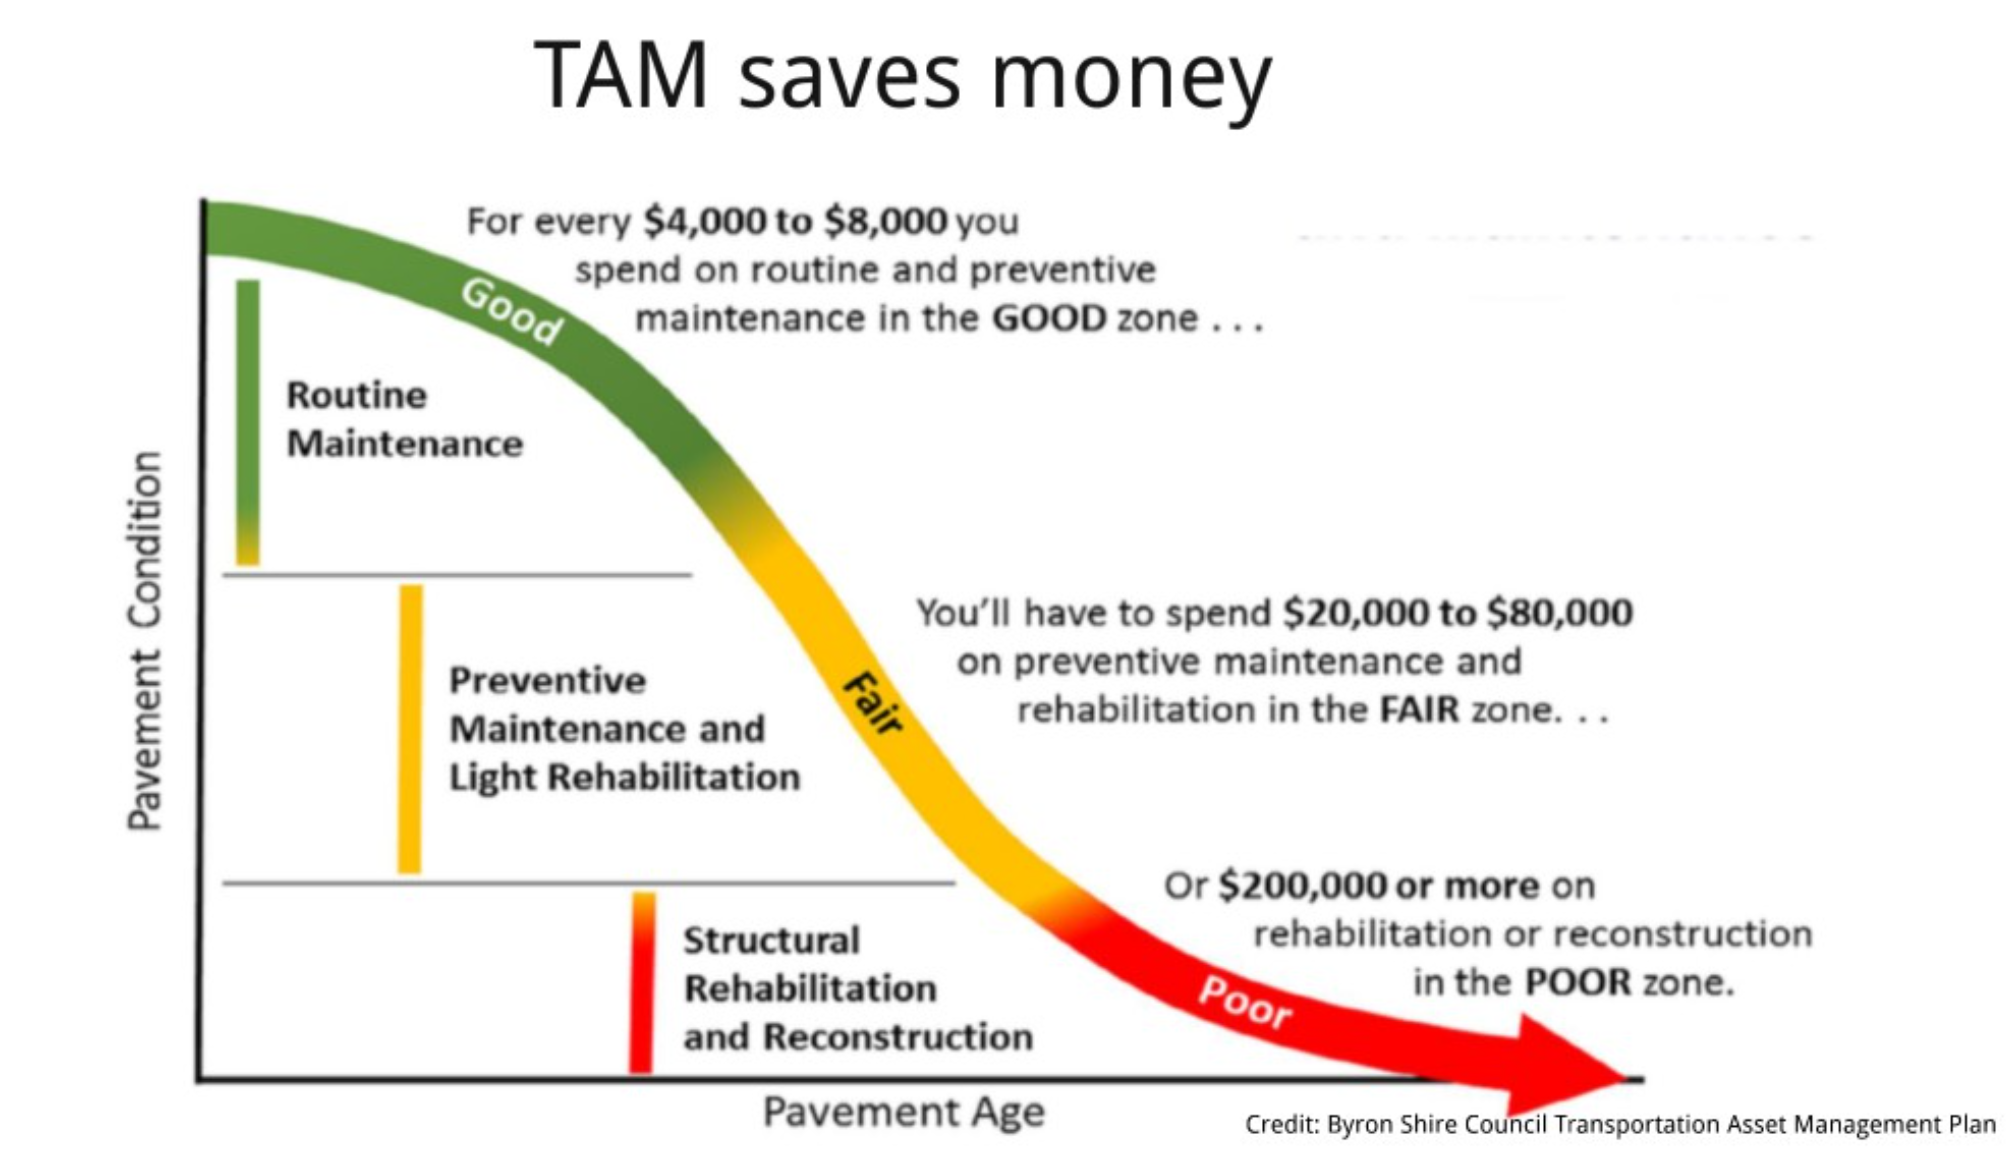 TAM saves money
For every $4,000 to $8,000 you
spend on routine and preventive
maintenance in the GOOD zone . . .
Good
Routine
Maintenance
Pavement Condition
You'll have to spend $20,000 to $80,000
on preventive maintenance and
rehabilitation in the FAIR zone. . .
Fair
Preventive
Maintenance and
Light Rehabilitation
Or $200,000 or more on
rehabilitation or reconstruction
in the POOR zone.
Poor
Structural
Rehabilitation
and Reconstruction
Pavement Age
Credit: Byron Shire Council Transportation Asset Management Plan